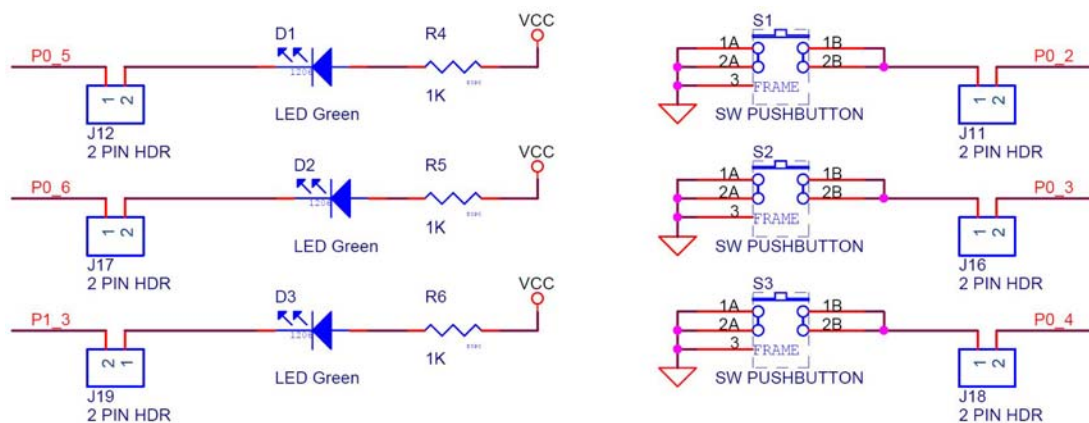 P0_5
D1
R4
VCC
1206
1K
LED Green
1 2
J12
2 PIN HDR
P0_6
D2
R5
VCC
1206
1K
LED Green
1 2
J17
2 PIN HDR
P1_3
D3
R6
VCC
1206
1K
LED Green
2 1
J19
2 PIN HDR
S1
1A 1B
2A 2B
3 FRAME
SW PUSHBUTTON
P0_2
1 2
J11
2 PIN HDR
S2
1A 1B
2A 2B
3 FRAME
SW PUSHBUTTON
P0_3
1 2
J16
2 PIN HDR
S3
1A 1B
2A 2B
3 FRAME
SW PUSHBUTTON
P0_4
1 2
J18
2 PIN HDR